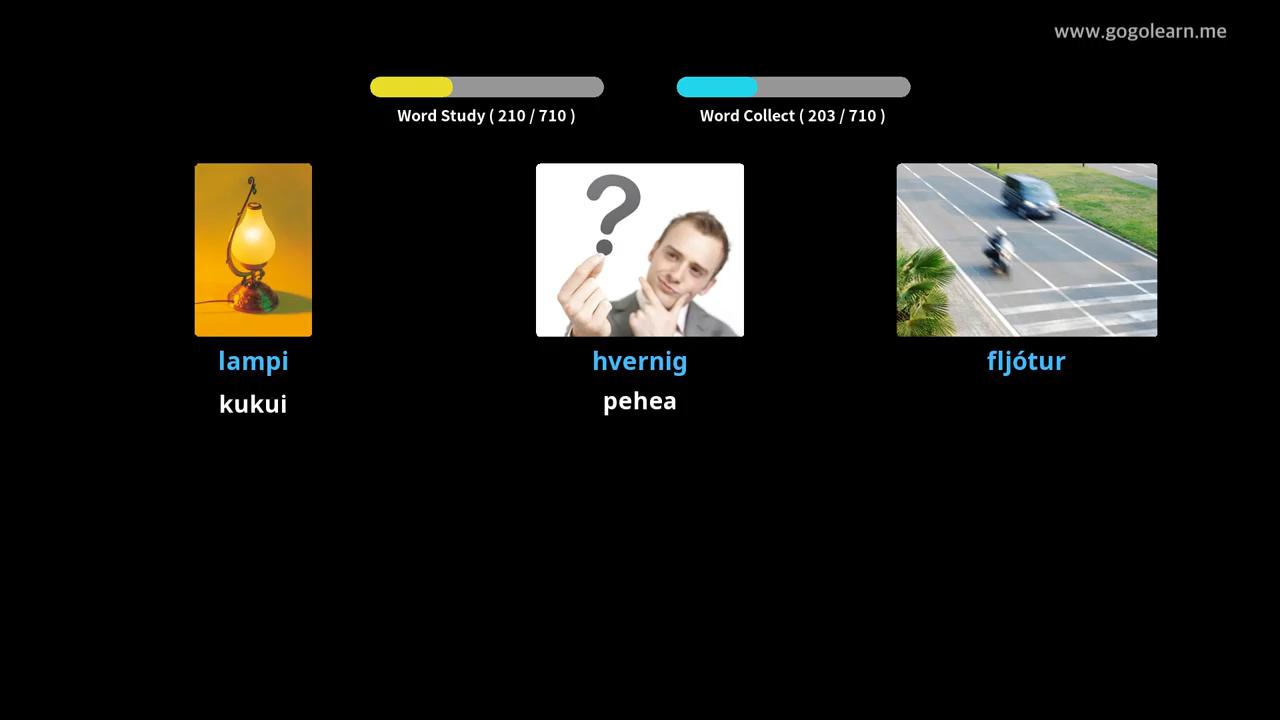 www.gogolearn.me
Word Study ( 210 / 710 )
Word Collect ( 203 / 710 )
lampi
hvernig
fljótur
kukui
pehea